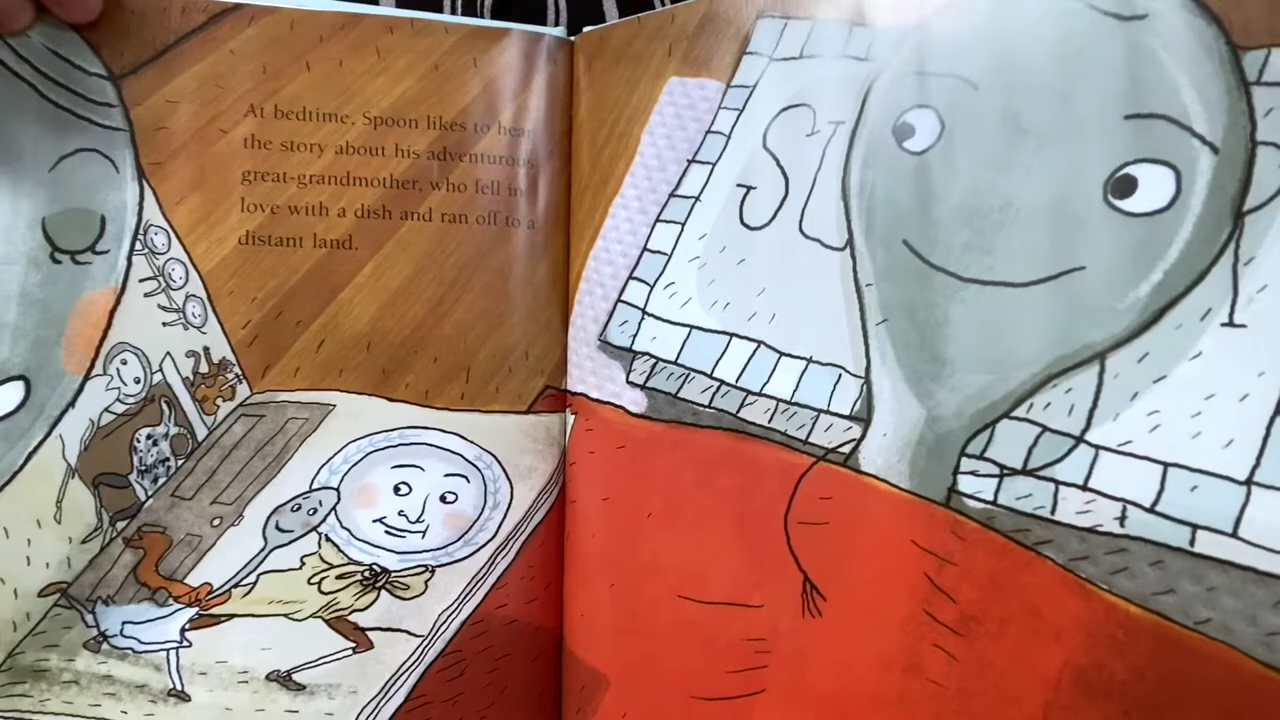 At bedtime, Spoon likes to hear
the story about his adventurous
great-grandmother, who fell in
love with a dish and ran off to a
distant land.
SU